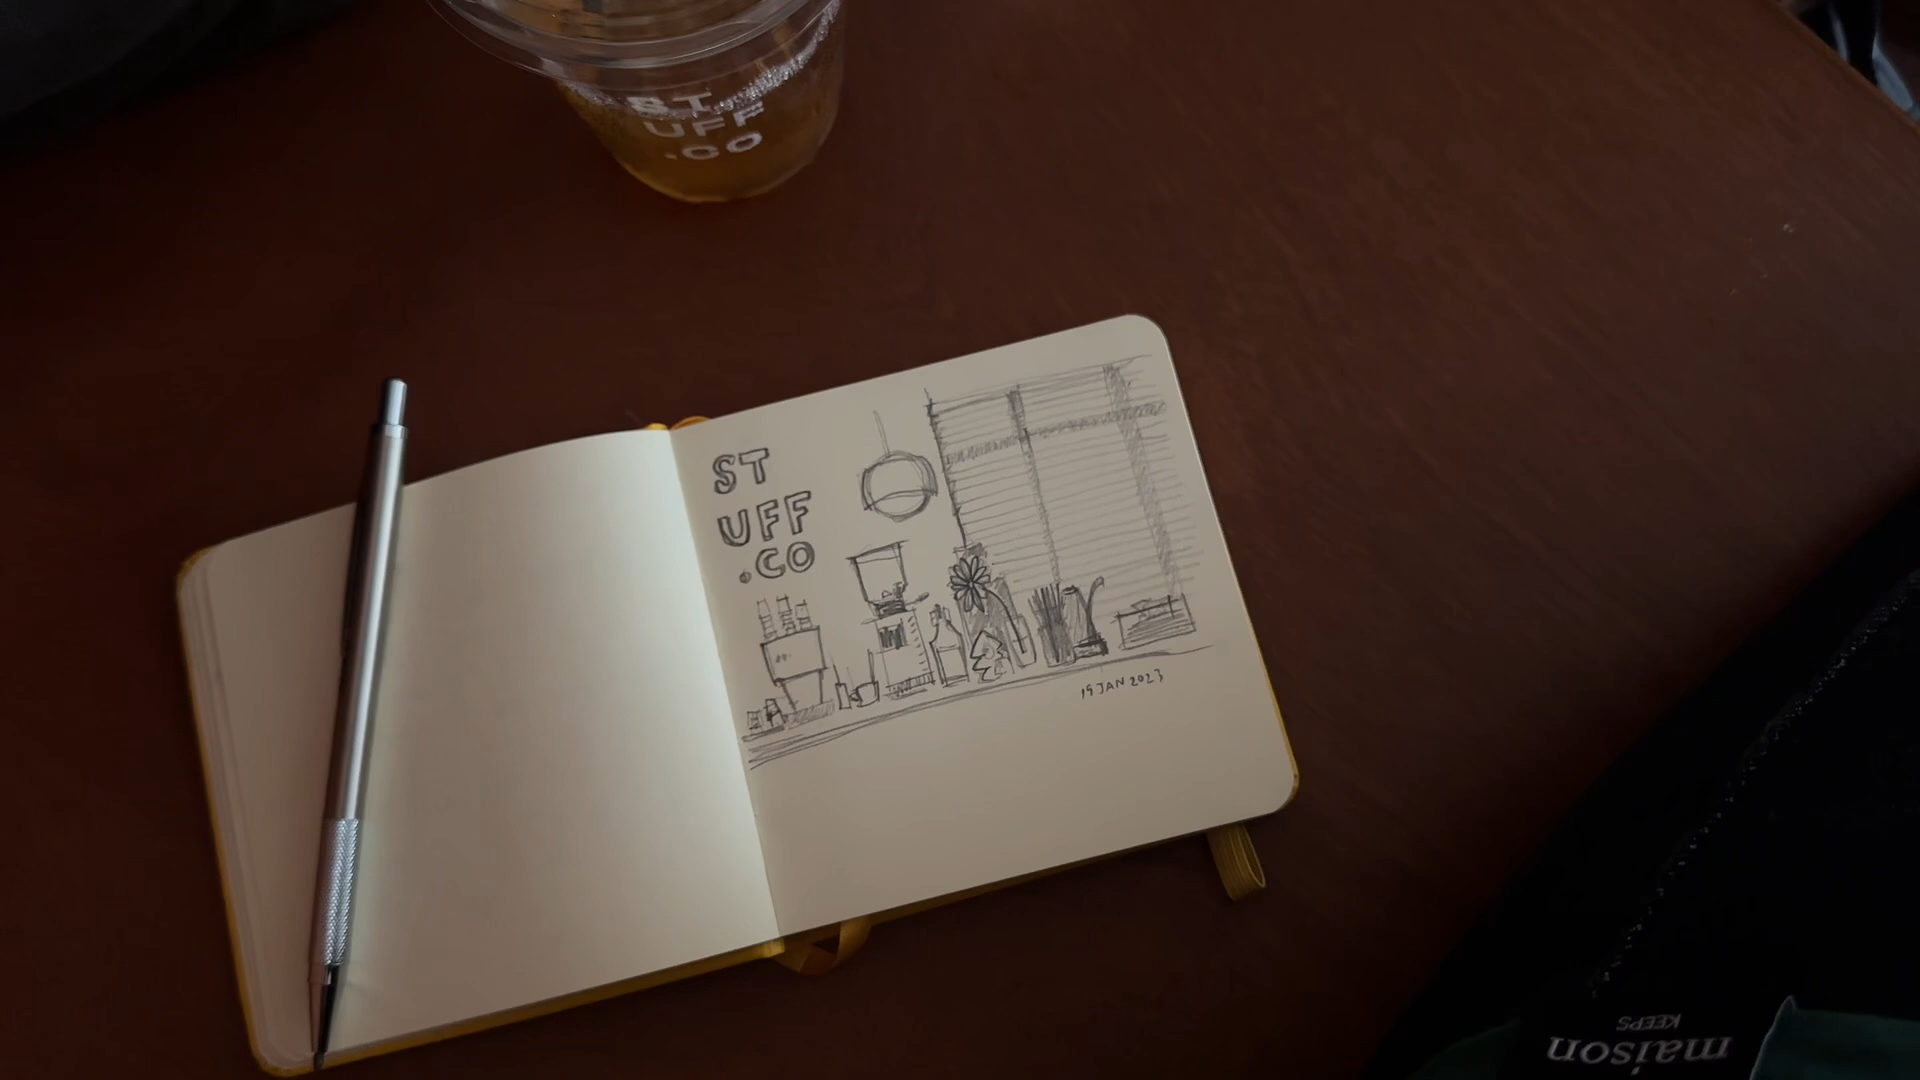 ST
UFF
.CO
ST
UFF
.CO
19 JAN 2023
maison
KEEPS